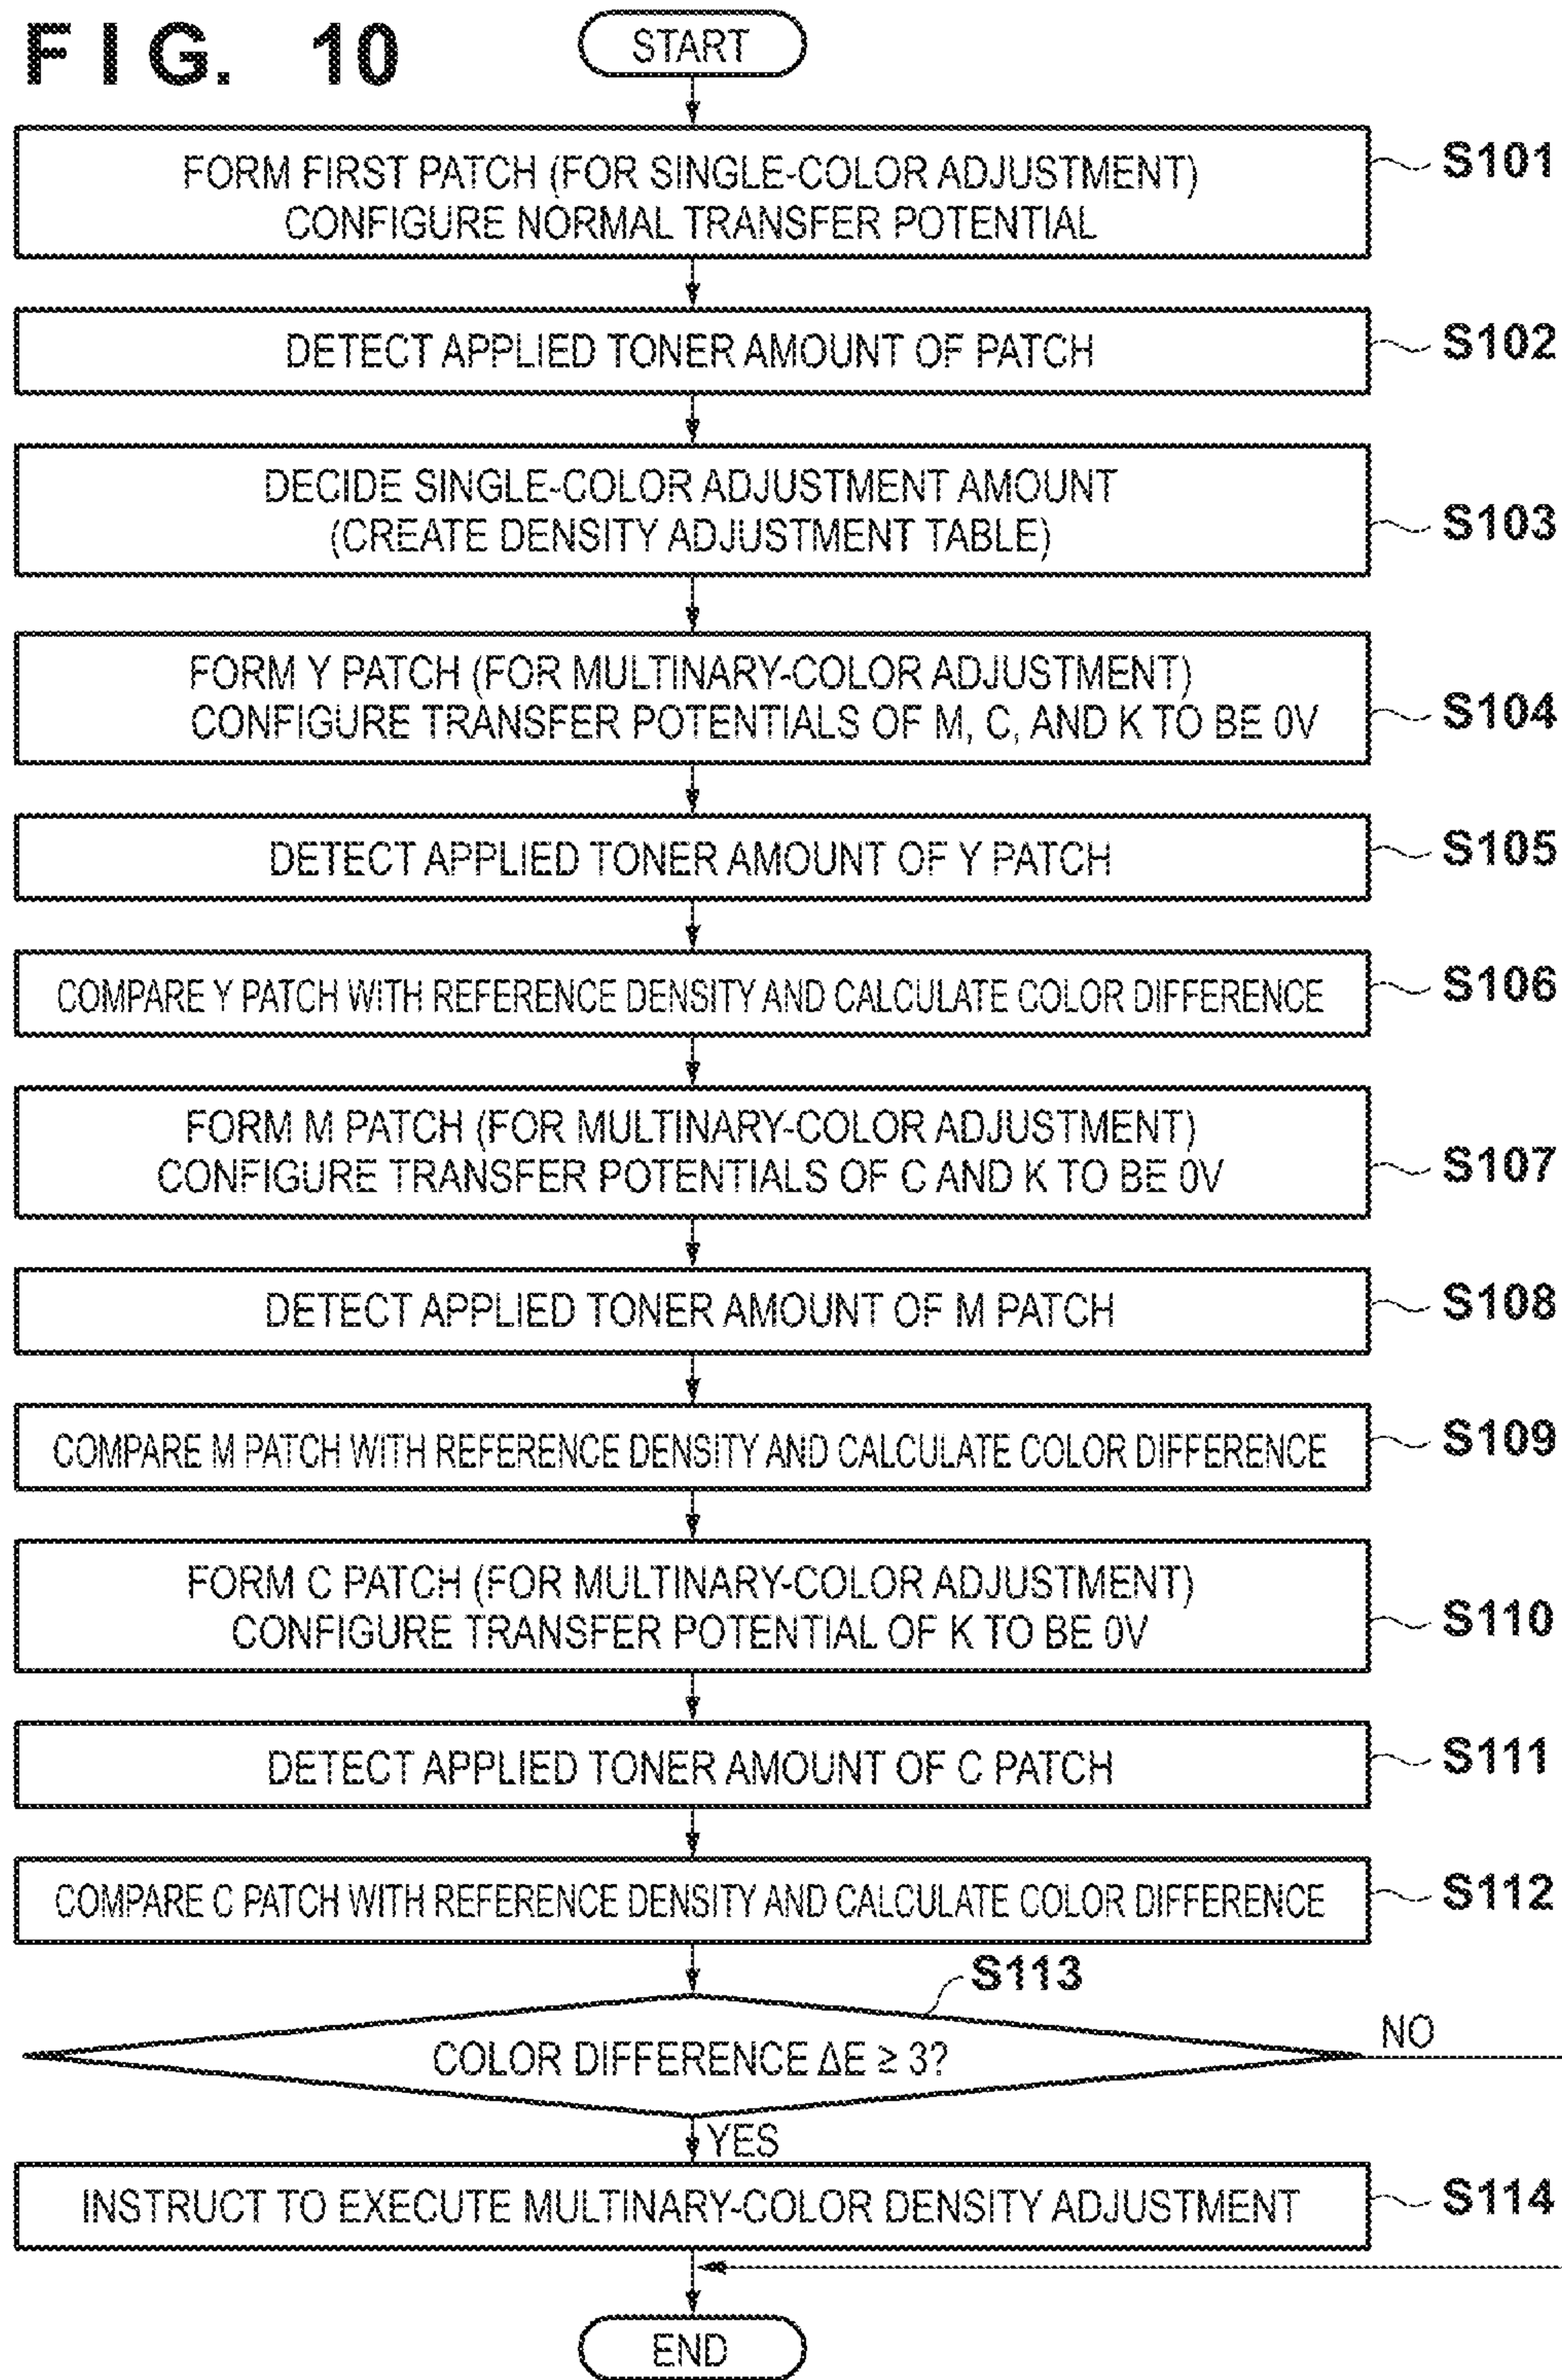 FIG. 10
START
FORM FIRST PATCH (FOR SINGLE-COLOR ADJUSTMENT)
CONFIGURE NORMAL TRANSFER POTENTIAL
S101
DETECT APPLIED TONER AMOUNT OF PATCH
S102
DECIDE SINGLE-COLOR ADJUSTMENT AMOUNT
(CREATE DENSITY ADJUSTMENT TABLE)
S103
FORM Y PATCH (FOR MULTINARY-COLOR ADJUSTMENT)
CONFIGURE TRANSFER POTENTIALS OF M, C, AND K TO BE 0V
S104
DETECT APPLIED TONER AMOUNT OF Y PATCH
S105
COMPARE Y PATCH WITH REFERENCE DENSITY AND CALCULATE COLOR DIFFERENCE
S106
FORM M PATCH (FOR MULTINARY-COLOR ADJUSTMENT)
CONFIGURE TRANSFER POTENTIALS OF C AND K TO BE 0V
S107
DETECT APPLIED TONER AMOUNT OF M PATCH
S108
COMPARE M PATCH WITH REFERENCE DENSITY AND CALCULATE COLOR DIFFERENCE
S109
FORM C PATCH (FOR MULTINARY-COLOR ADJUSTMENT)
CONFIGURE TRANSFER POTENTIAL OF K TO BE 0V
S110
DETECT APPLIED TONER AMOUNT OF C PATCH
S111
COMPARE C PATCH WITH REFERENCE DENSITY AND CALCULATE COLOR DIFFERENCE
S112
S113
COLOR DIFFERENCE ΔE ≥ 3?
NO
YES
INSTRUCT TO EXECUTE MULTINARY-COLOR DENSITY ADJUSTMENT
S114
END